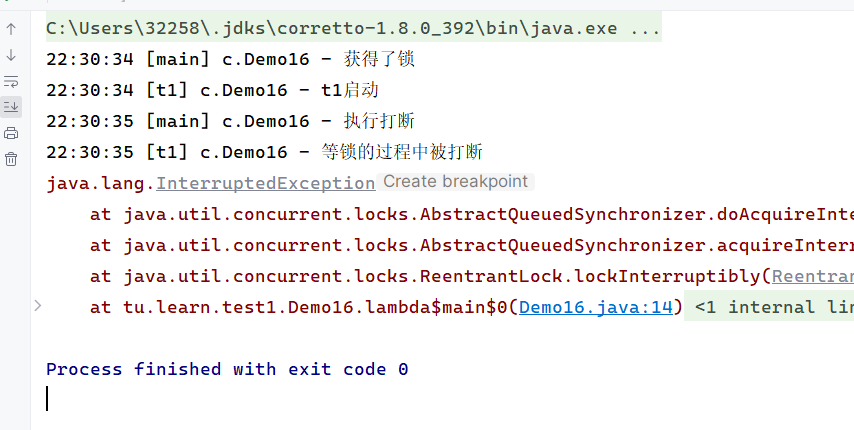 C:\Users\32258\.jdks\corretto-1.8.0_392\bin\java.exe ...
22:30:34 [main] c.Demo16 - 获得了锁
22:30:34 [t1] c.Demo16 - t1启动
22:30:35 [main] c.Demo16 - 执行打断
22:30:35 [t1] c.Demo16 - 等锁的过程中被打断
java.lang.InterruptedException Create breakpoint
at java.util.concurrent.locks.AbstractQueuedSynchronizer.doAcquireInte
at java.util.concurrent.locks.AbstractQueuedSynchronizer.acquireInterr
at java.util.concurrent.locks.ReentrantLock.lockInterruptibly(Reentran
at tu.learn.test1.Demo16.lambda$main$0(Demo16.java:14) <1 internal lin
Process finished with exit code 0